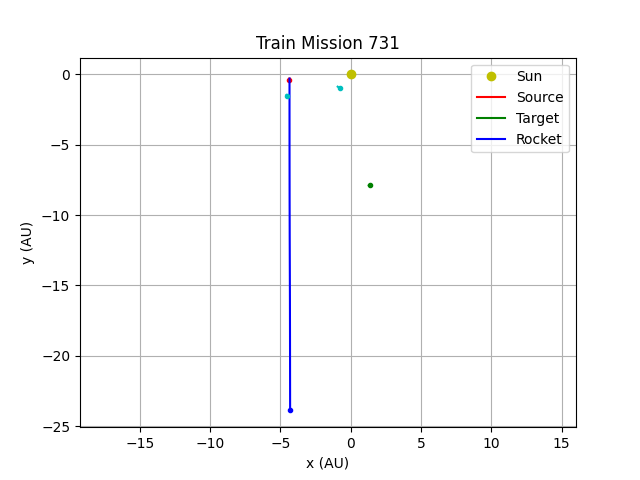 Train Mission 731
Sun
Source
Target
Rocket
0
−5
−10
−15
−20
−25
y (AU)
−15
−10
−5
0
5
10
15
x (AU)